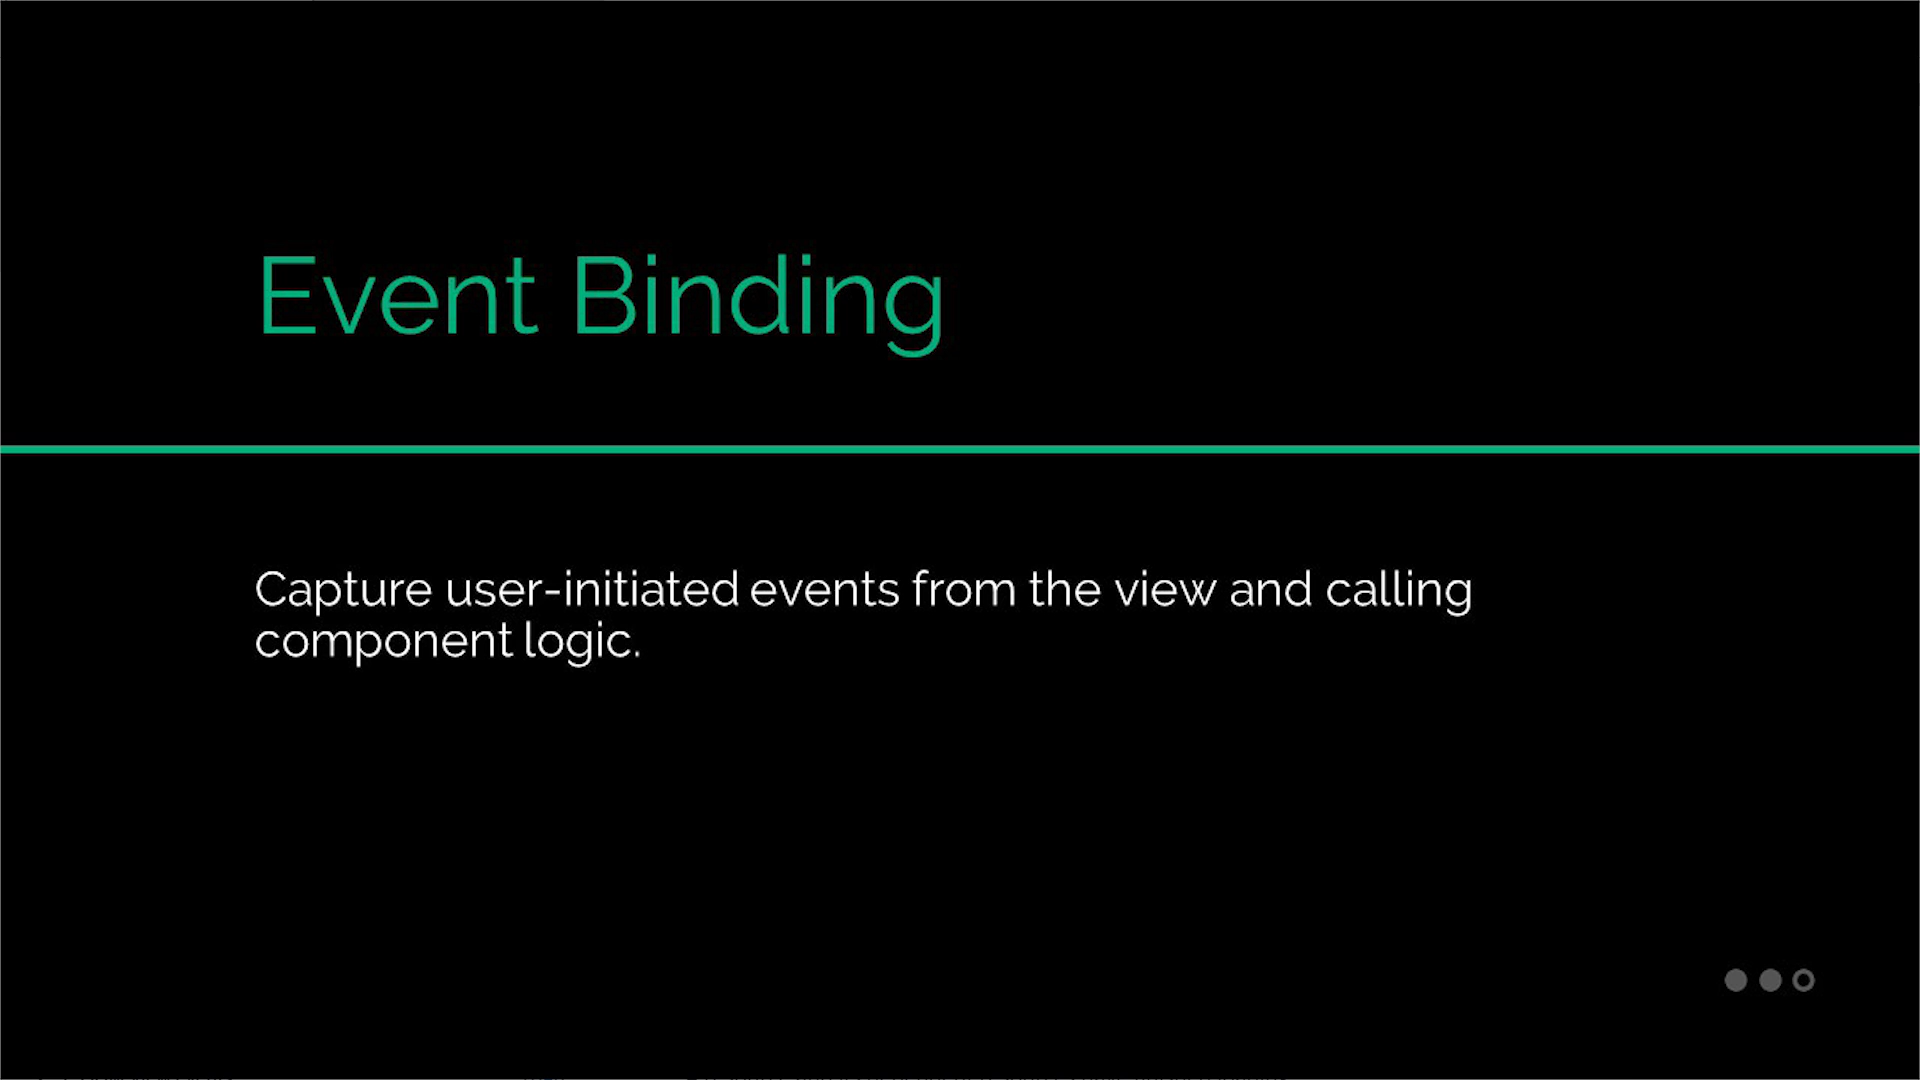 Event Binding
Capture user-initiated events from the view and calling
component logic.